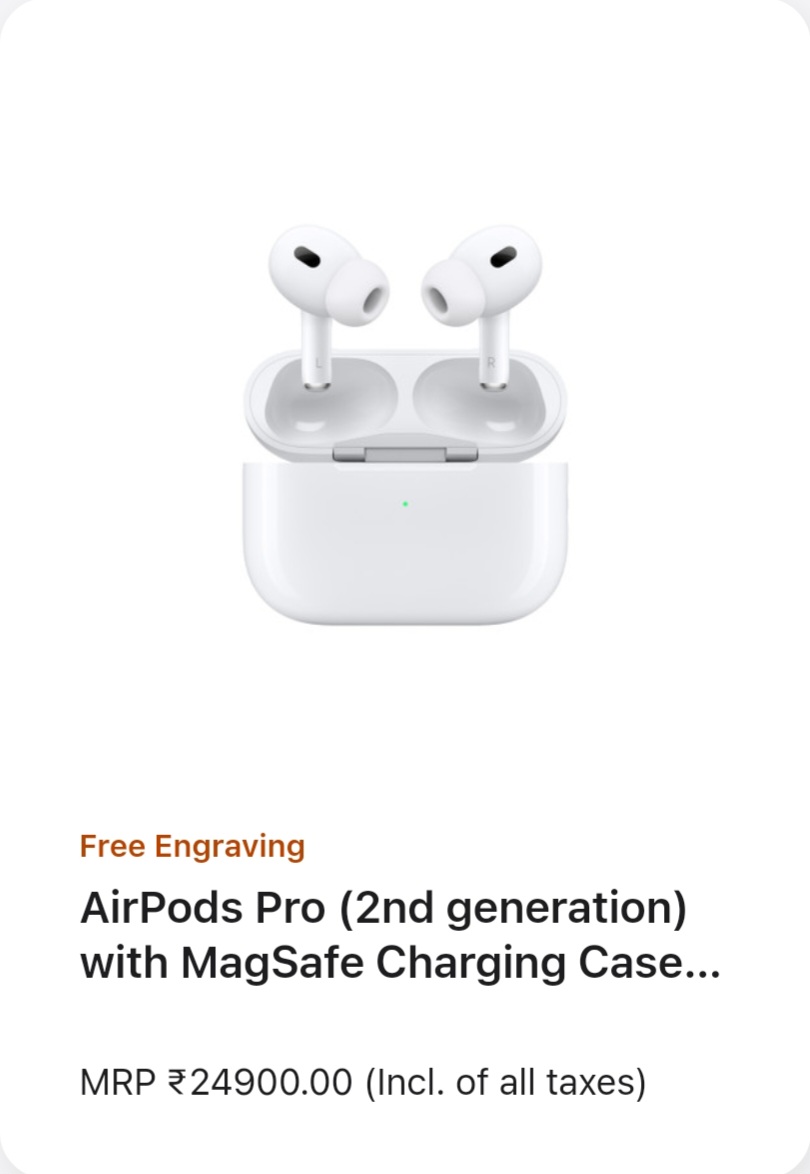 L
R
Free Engraving
AirPods Pro (2nd generation)
with MagSafe Charging Case...
MRP ₹24900.00 (Incl. of all taxes)